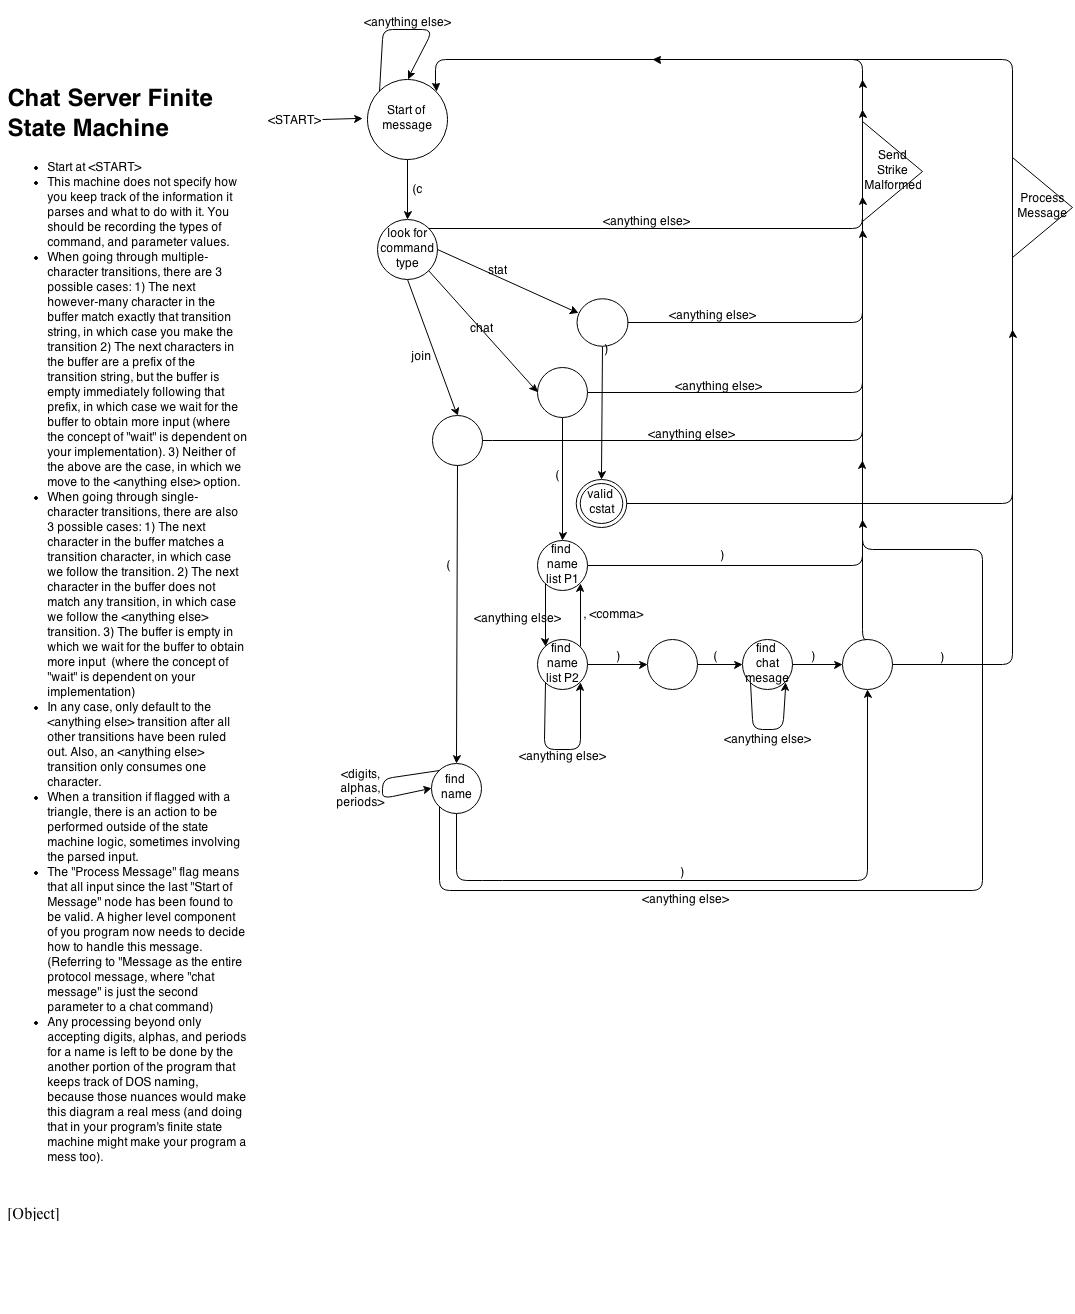 Chat Server Finite
State Machine
Start at <START>
This machine does not specify how
you keep track of the information it
parses and what to do with it. You
should be recording the types of
command, and parameter values.
When going through multiple-
character transitions, there are 3
possible cases: 1) The next
however-many character in the
buffer match exactly that transition
string, in which case you make the
transition 2) The next characters in
the buffer are a prefix of the
transition string, but the buffer is
empty immediately following that
prefix, in which case we wait for the
buffer to obtain more input (where
the concept of "wait" is dependent on
your implementation). 3) Neither of
the above are the case, in which we
move to the <anything else> option.
When going through single-
character transitions, there are also
3 possible cases: 1) The next
character in the buffer matches a
transition character, in which case
we follow the transition. 2) The next
character in the buffer does not
match any transition, in which case
we follow the <anything else>
transition. 3) The buffer is empty in
which we wait for the buffer to obtain
more input (where the concept of
"wait" is dependent on your
implementation)
In any case, only default to the
<anything else> transition after all
other transitions have been ruled
out. Also, an <anything else>
transition only consumes one
character.
When a transition if flagged with a
triangle, there is an action to be
performed outside of the state
machine logic, sometimes involving
the parsed input.
The "Process Message" flag means
that all input since the last "Start of
Message" node has been found to
be valid. A higher level component
of you program now needs to decide
how to handle this message.
(Referring to "Message as the entire
protocol message, where "chat
message" is just the second
parameter to a chat command)
Any processing beyond only
accepting digits, alphas, and periods
for a name is left to be done by the
another portion of the program that
keeps track of DOS naming,
because those nuances would make
this diagram a real mess (and doing
that in your program's finite state
machine might make your program a
mess too).
[Object]
<anything else>
<START>
Start of
message
(c
look for
command
type
<anything else>
Send
Strike
Malformed
Process
Message
stat
chat
join
<anything else>
)
<anything else>
<anything else>
(
valid
cstat
find
name
list P1
)
(
<anything else>
, <comma>
find
name
list P2
)
(
find
chat
mesage
)
)
<anything else>
<anything else>
<digits,
alphas,
periods>
find
name
)
<anything else>